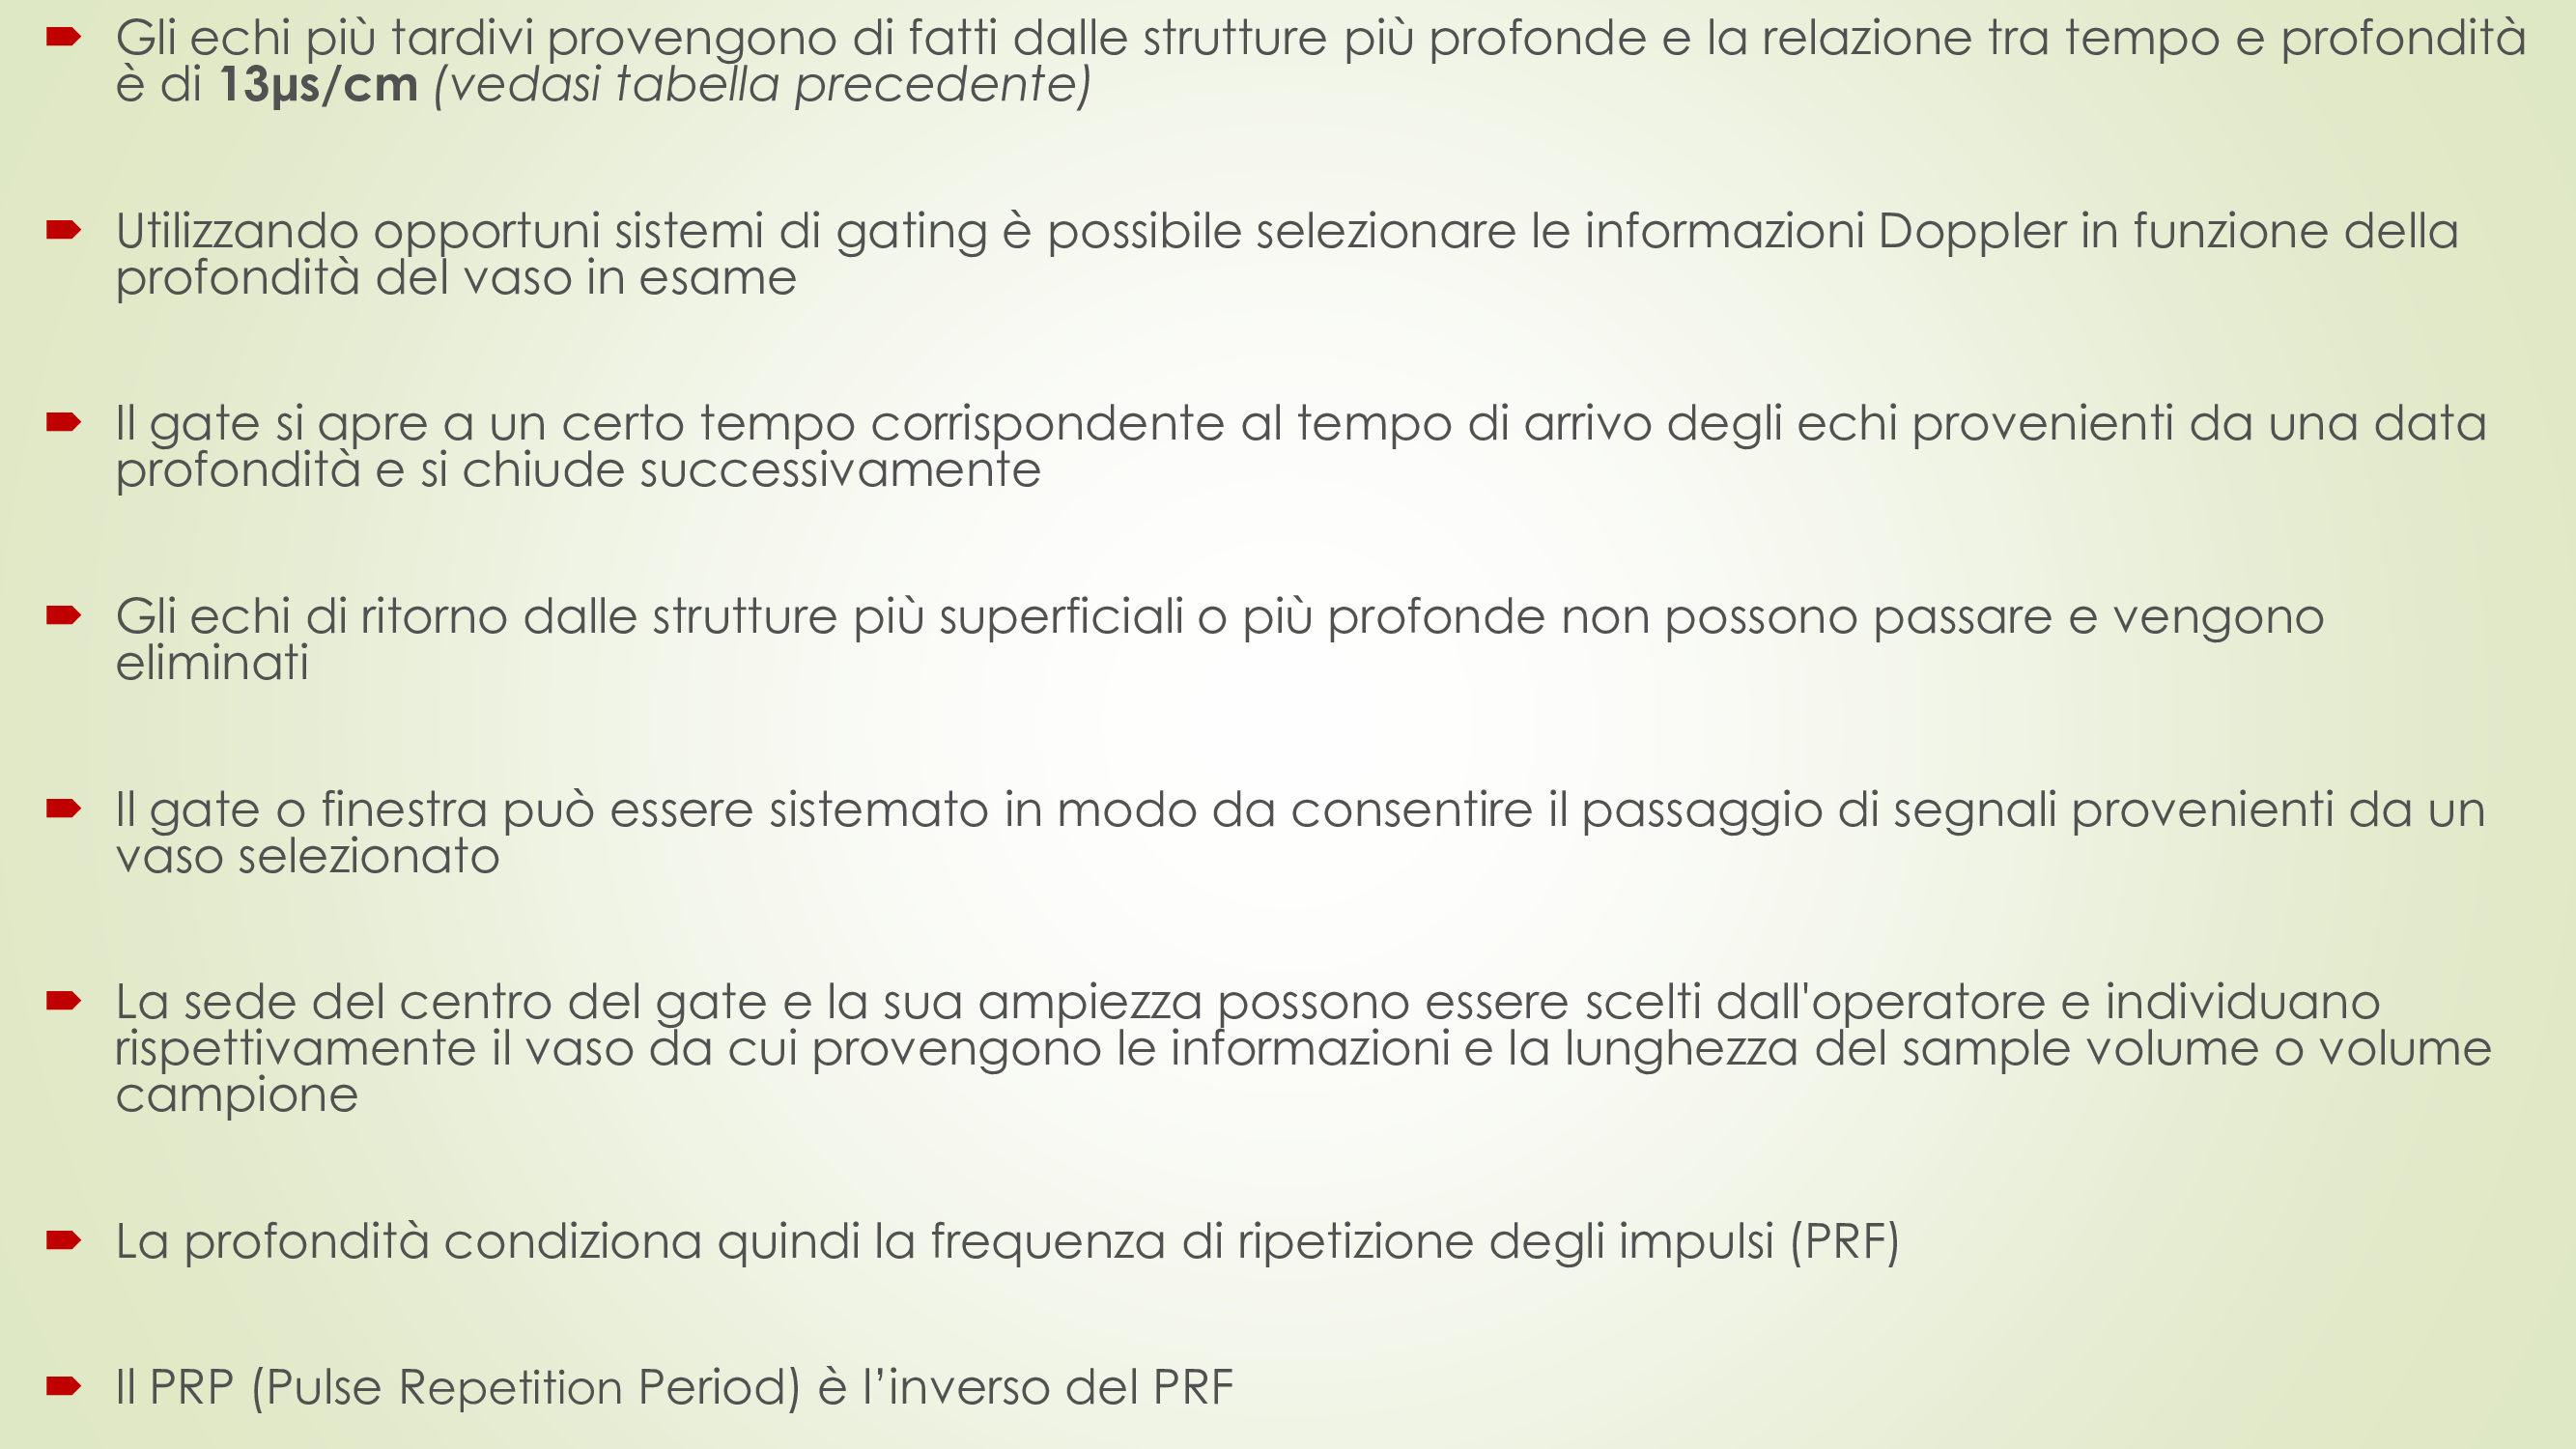 Gli echi più tardivi provengono di fatti dalle strutture più profonde e la relazione tra tempo e profondità
è di 13µs/cm (vedasi tabella precedente)
Utilizzando opportuni sistemi di gating è possibile selezionare le informazioni Doppler in funzione della
profondità del vaso in esame
Il gate si apre a un certo tempo corrispondente al tempo di arrivo degli echi provenienti da una data
profondità e si chiude successivamente
Gli echi di ritorno dalle strutture più superficiali o più profonde non possono passare e vengono
eliminati
Il gate o finestra può essere sistemato in modo da consentire il passaggio di segnali provenienti da un
vaso selezionato
La sede del centro del gate e la sua ampiezza possono essere scelti dall'operatore e individuano
rispettivamente il vaso da cui provengono le informazioni e la lunghezza del sample volume o volume
campione
La profondità condiziona quindi la frequenza di ripetizione degli impulsi (PRF)
Il PRP (Pulse Repetition Period) è l’inverso del PRF